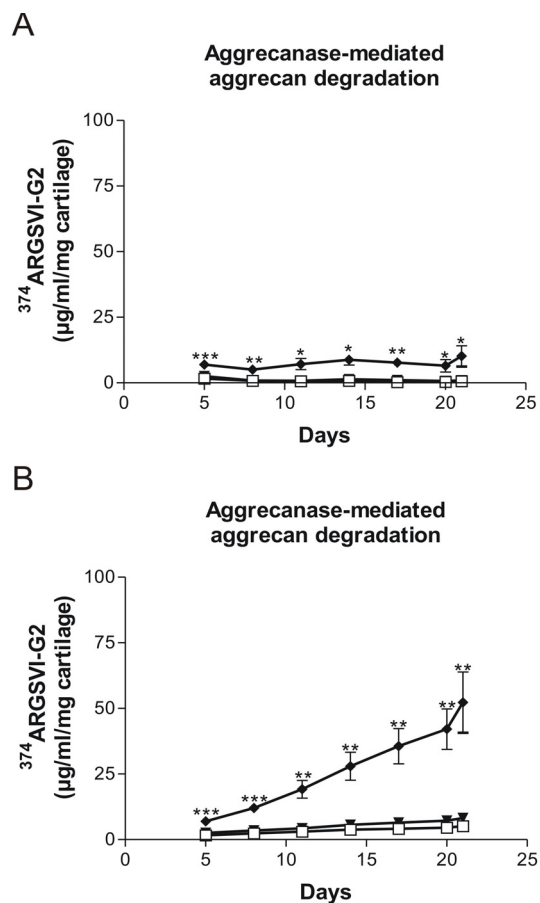 A
Aggrecanase-mediated
aggrecan degradation
³⁷⁴ARGSVI-G2
(µg/ml/mg cartilage)
100
75
50
25
0
*** ** * * ** * *
0 5 10 15 20 25
Days
B
Aggrecanase-mediated
aggrecan degradation
³⁷⁴ARGSVI-G2
(µg/ml/mg cartilage)
100
75
50
25
0
*** *** ** ** ** ** **
0 5 10 15 20 25
Days